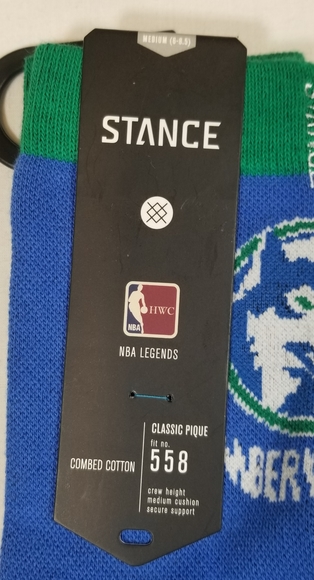 MEDIUM (6-8.5)
STANCE
NBA
HWC
NBA LEGENDS
CLASSIC PIQUE
fit no.
558
COMBED COTTON
crew height
medium cushion
secure support